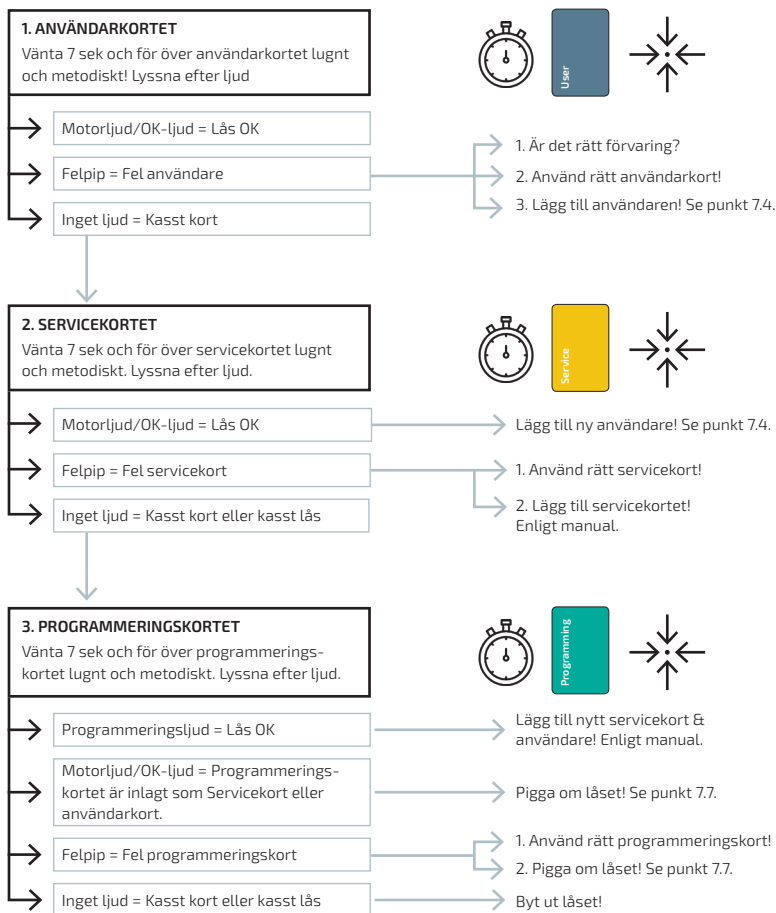 1. ANVÄNDARKORTET
Vänta 7 sek och för över användarkortet lugnt
och metodiskt! Lyssna efter ljud
User
Motorljud/OK-ljud = Lås OK
Felpip = Fel användare
Inget ljud = Kasst kort
1. Är det rätt förvaring?
2. Använd rätt användarkort!
3. Lägg till användaren! Se punkt 7.4.
2. SERVICEKORTET
Vänta 7 sek och för över servicekortet lugnt
och metodiskt. Lyssna efter ljud.
Service
Motorljud/OK-ljud = Lås OK
Lägg till ny användare! Se punkt 7.4.
Felpip = Fel servicekort
1. Använd rätt servicekort!
2. Lägg till servicekortet!
Enligt manual.
Inget ljud = Kasst kort eller kasst lås
3. PROGRAMMERINGSKORTET
Vänta 7 sek och för över programmerings-
kortet lugnt och metodiskt. Lyssna efter ljud.
Programming
Programmeringsljud = Lås OK
Lägg till nytt servicekort &
användare! Enligt manual.
Motorljud/OK-ljud = Programmerings-
kortet är inlagt som Servicekort eller
användarkort.
Pigga om låset! Se punkt 7.7.
Felpip = Fel programmeringskort
1. Använd rätt programmeringskort!
2. Pigga om låset! Se punkt 7.7.
Inget ljud = Kasst kort eller kasst lås
Byt ut låset!